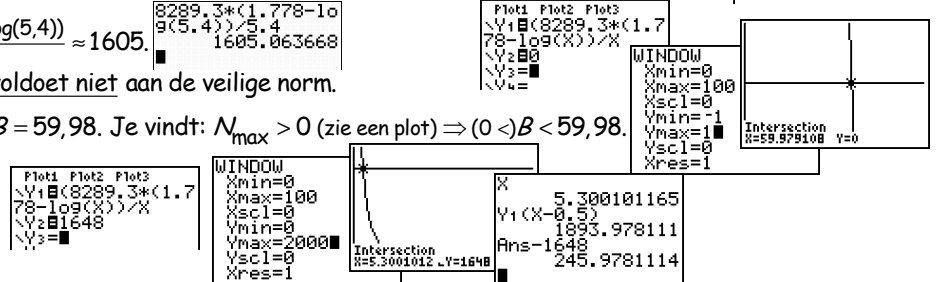 og(5,4)) ≈ 1605.
8289.3*(1.778-lo
g(5.4))/5.4
1605.063668
oldoet niet aan de veilige norm.
Plot1 Plot2 Plot3
\Y1=(8289.3*(1.7
78-log(X))/X
\Y2=0
\Y3=
\Y4=
WINDOW
Xmin=0
Xmax=100
Xscl=0
Ymin=-1
Ymax=1
Yscl=0
Xres=1
Intersection
X=59.979108 Y=0
B = 59,98. Je vindt: Nmax > 0 (zie een plot) ⇒ (0 <)B < 59,98.
Plot1 Plot2 Plot3
\Y1=(8289.3*(1.7
78-log(X))/X
\Y2=1648
\Y3=
WINDOW
Xmin=0
Xmax=100
Xscl=0
Ymin=0
Ymax=2000
Yscl=0
Xres=1
Intersection
X=5.3001012 Y=1648
X
5.300101165
Y1(X-0.5)
1893.978111
Ans-1648
245.9781114